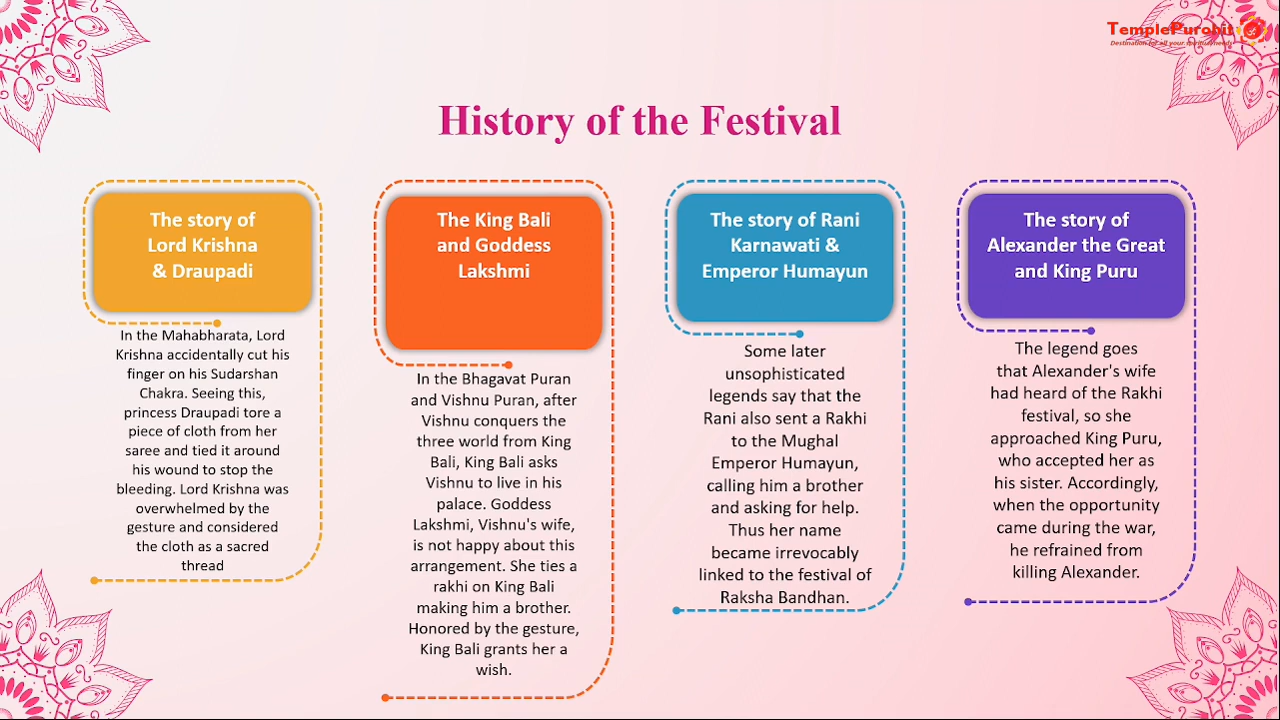 TemplePurohit
Destination for all your spiritual needs
History of the Festival
The story of
Lord Krishna
& Draupadi
In the Mahabharata, Lord
Krishna accidentally cut his
finger on his Sudarshan
Chakra. Seeing this,
princess Draupadi tore a
piece of cloth from her
saree and tied it around
his wound to stop the
bleeding. Lord Krishna was
overwhelmed by the
gesture and considered
the cloth as a sacred
thread
The King Bali
and Goddess
Lakshmi
In the Bhagavat Puran
and Vishnu Puran, after
Vishnu conquers the
three world from King
Bali, King Bali asks
Vishnu to live in his
palace. Goddess
Lakshmi, Vishnu's wife,
is not happy about this
arrangement. She ties a
rakhi on King Bali
making him a brother.
Honored by the gesture,
King Bali grants her a
wish.
The story of Rani
Karnawati &
Emperor Humayun
Some later
unsophisticated
legends say that the
Rani also sent a Rakhi
to the Mughal
Emperor Humayun,
calling him a brother
and asking for help.
Thus her name
became irrevocably
linked to the festival of
Raksha Bandhan.
The story of
Alexander the Great
and King Puru
The legend goes
that Alexander's wife
had heard of the Rakhi
festival, so she
approached King Puru,
who accepted her as
his sister. Accordingly,
when the opportunity
came during the war,
he refrained from
killing Alexander.